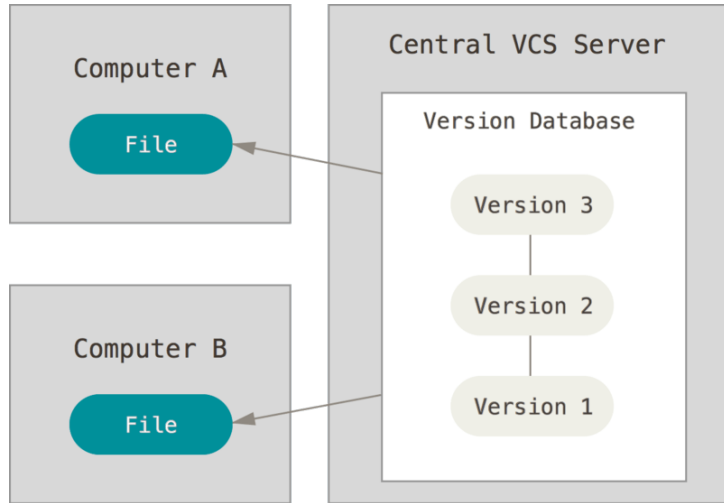 Computer A
File
Computer B
File
Central VCS Server
Version Database
Version 3
Version 2
Version 1